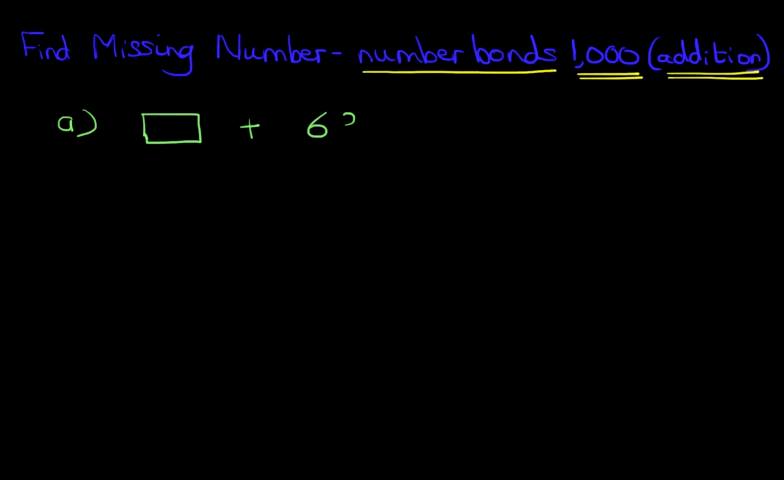 Find Missing Number- number bonds 1,000 (addition)
a) + 6